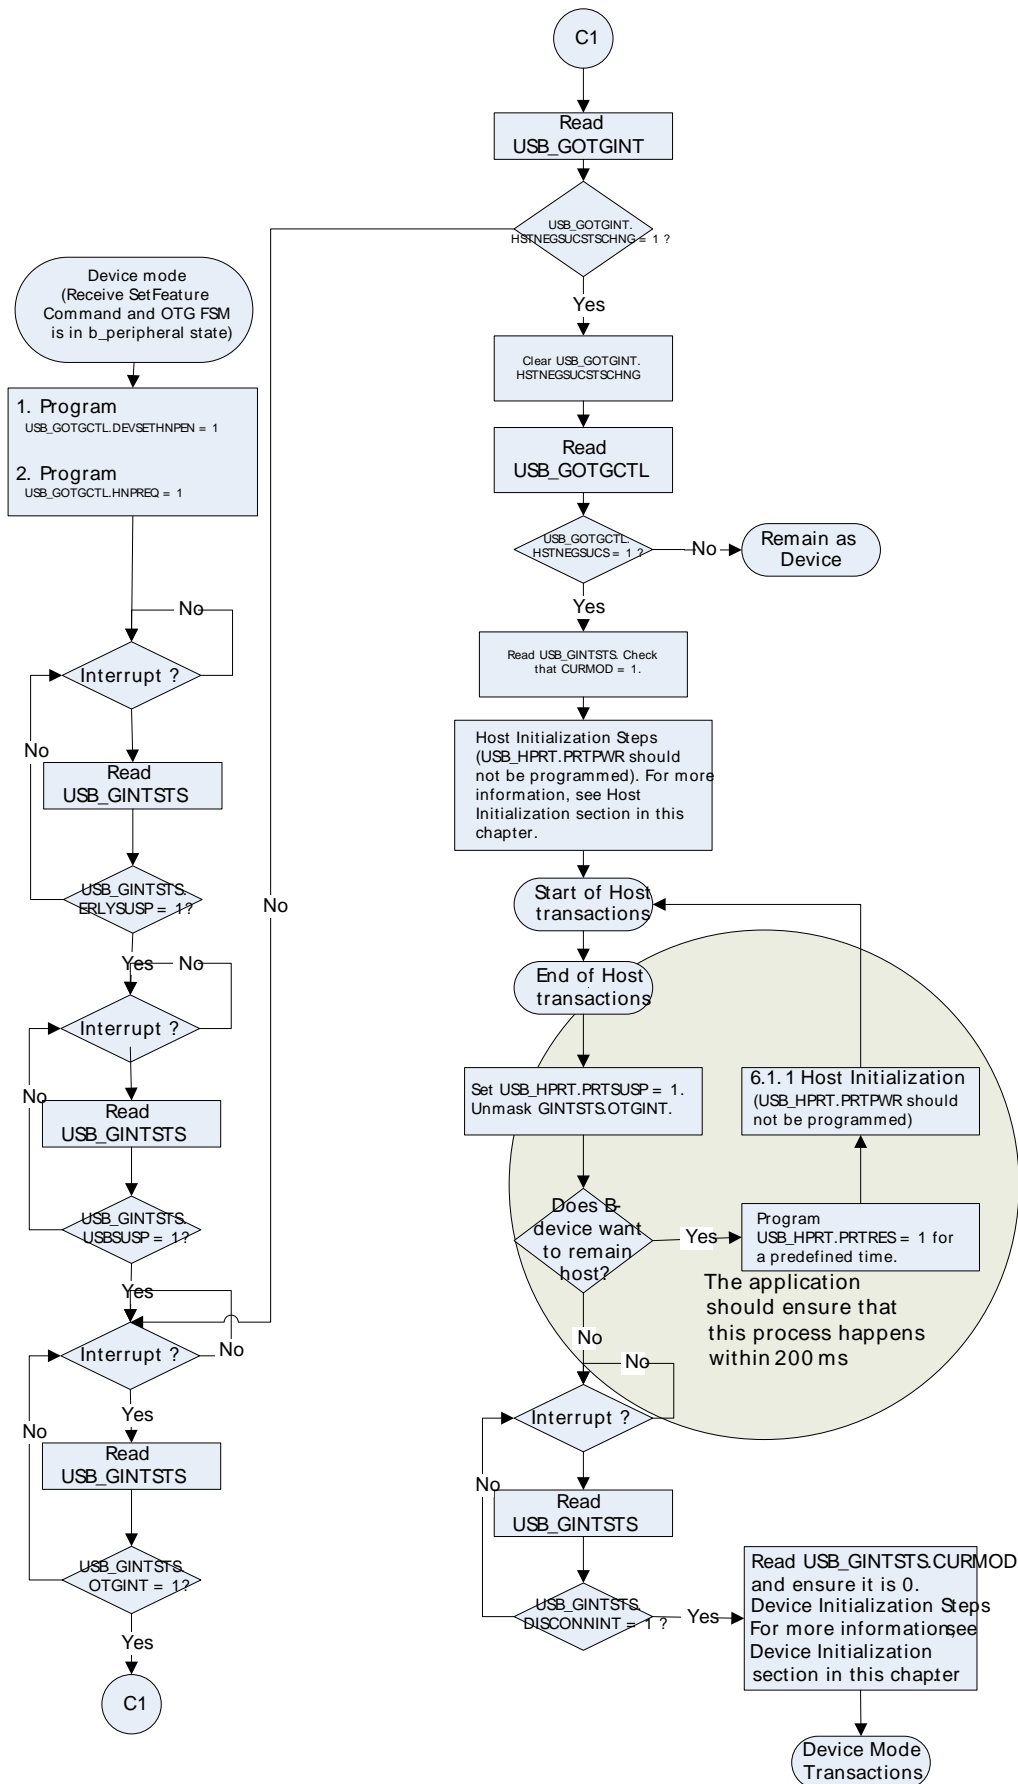 Device mode
(Receive SetFeature
Command and OTG FSM
is in b_peripheral state)
1. Program
USB_GOTGCTL.DEVSETHNPEN = 1
2. Program
USB_GOTGCTL.HNPREQ = 1
No
Interrupt ?
No
Read
USB_GINTSTS
USB_GINTSTS.
ERLYSUSP = 1?
Yes
No
Interrupt ?
No
Read
USB_GINTSTS
USB_GINTSTS.
USBSUSP = 1?
Yes
Interrupt ?
No
Yes
No
Read
USB_GINTSTS
USB_GINTSTS.
OTGINT = 1?
Yes
C1
C1
Read
USB_GOTGINT
USB_GOTGINT.
HSTNEGSUCSTSCHNG = 1 ?
No
Yes
Clear USB_GOTGINT.
HSTNEGSUCSTSCHNG
Read
USB_GOTGCTL
USB_GOTGCTL.
HSTNEGSUCS = 1 ?
No
Remain as
Device
Yes
Read USB_GINTSTS. Check
that CURMOD = 1.
Host Initialization Steps
(USB_HPRT.PRTPWR should
not be programmed). For more
information, see Host
Initialization section in this
chapter.
Start of Host
transactions
End of Host
transactions
Set USB_HPRT.PRTSUSP = 1.
Unmask GINTSTS.OTGINT.
6.1.1 Host Initialization
(USB_HPRT.PRTPWR should
not be programmed)
Does B-
device want
to remain
host?
Yes
Program
USB_HPRT.PRTRES = 1 for
a predefined time.
The application
should ensure that
this process happens
within 200 ms
No
No
Interrupt ?
No
Read
USB_GINTSTS
USB_GINTSTS.
DISCONNINT = 1 ?
Yes
Read USB_GINTSTS.CURMOD
and ensure it is 0.
Device Initialization Steps
For more information, see
Device Initialization
section in this chapter
Device Mode
Transactions